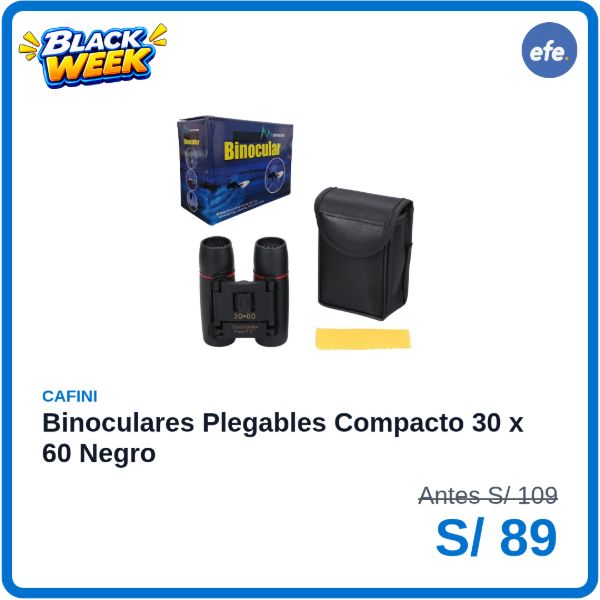 BLACK
WEEK
efe.
Binocular
30×60
CAFINI
Binoculares Plegables Compacto 30 x
60 Negro
Antes S/ 109
S/ 89